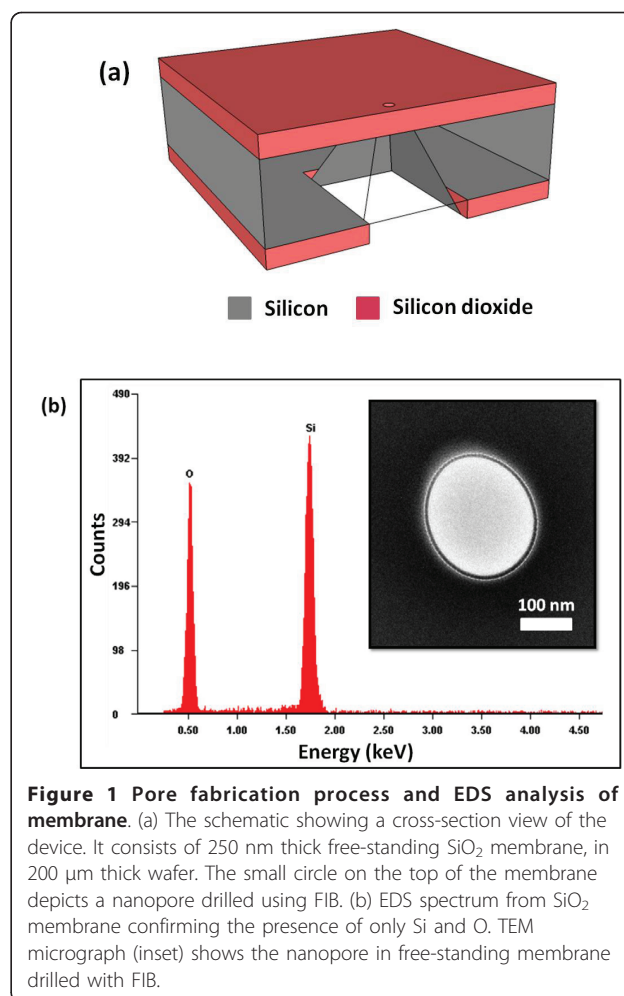 (a)
Silicon Silicon dioxide
(b)
490
392
294
196
98
0
Counts
O
Si
100 nm
0.50 1.00 1.50 2.00 2.50 3.00 3.50 4.00 4.50
Energy (keV)
Figure 1 Pore fabrication process and EDS analysis of
membrane. (a) The schematic showing a cross-section view of the
device. It consists of 250 nm thick free-standing SiO₂ membrane, in
200 μm thick wafer. The small circle on the top of the membrane
depicts a nanopore drilled using FIB. (b) EDS spectrum from SiO₂
membrane confirming the presence of only Si and O. TEM
micrograph (inset) shows the nanopore in free-standing membrane
drilled with FIB.